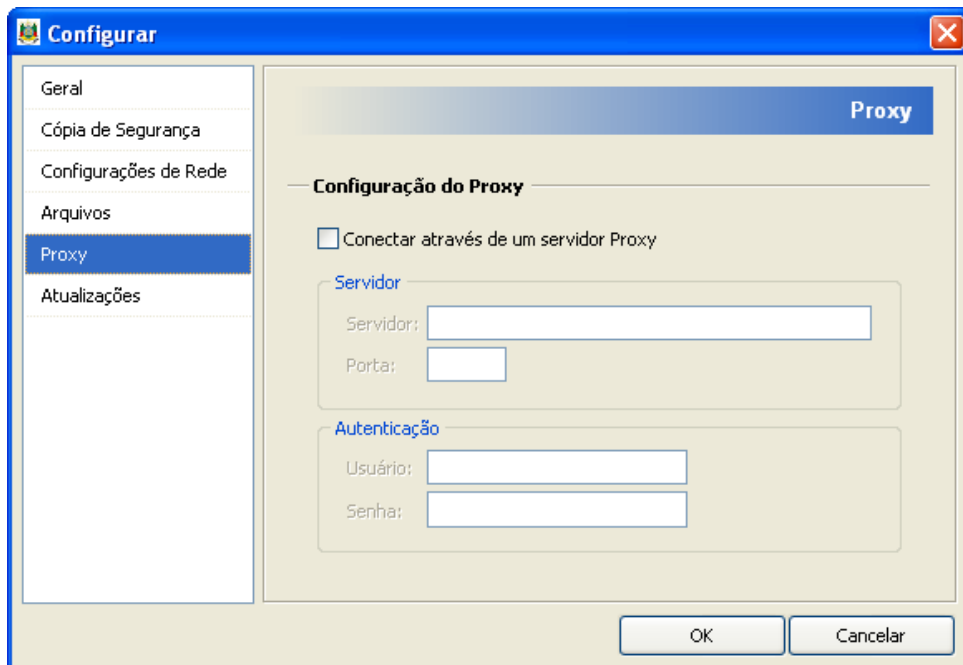 Configurar
Geral
Cópia de Segurança
Configurações de Rede
Arquivos
Proxy
Atualizações
Proxy
Configuração do Proxy
Conectar através de um servidor Proxy
Servidor
Servidor:
Porta:
Autenticação
Usuário:
Senha:
OK
Cancelar